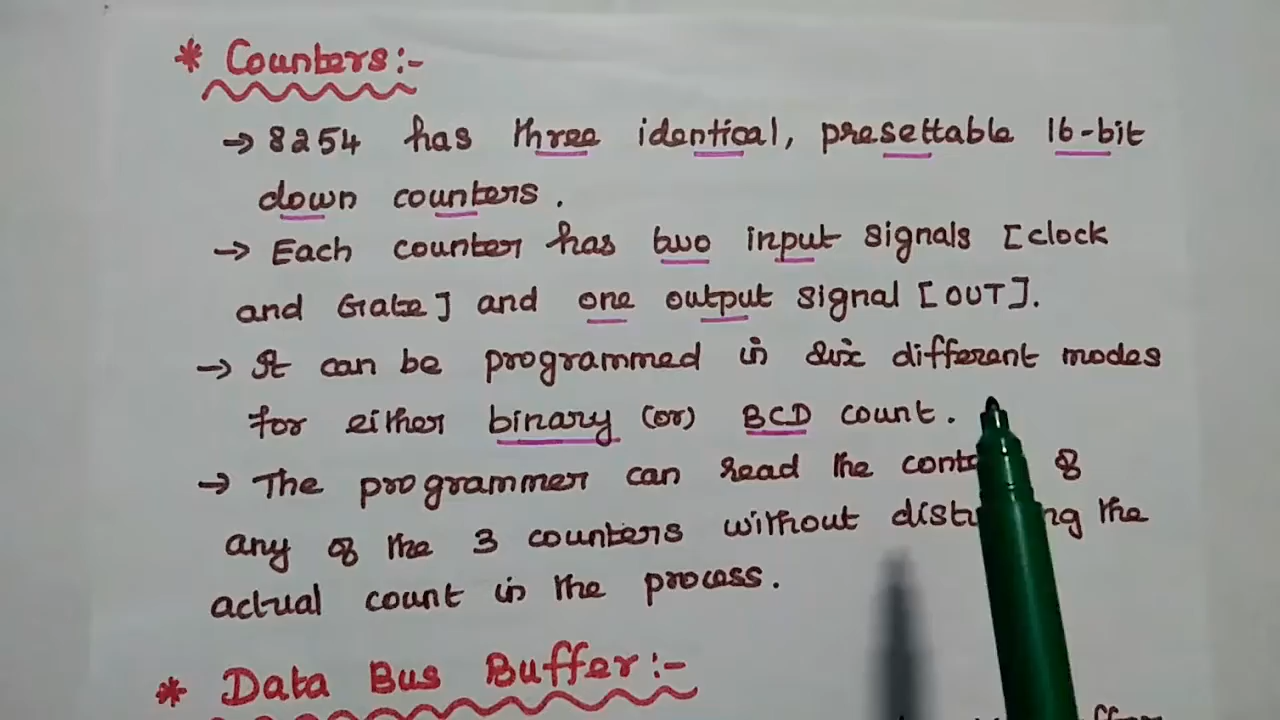 * Counters:-
→ 8254 has three identical, presettable 16-bit
down counters.
→ Each counter has two input signals [clock
and Gate] and one output signal [OUT].
→ It can be programmed in six different modes
for either binary (or) BCD count.
→ The programmer can read the of
any of the 3 counters without the
actual count in the process.
* Data Bus Buffer:-